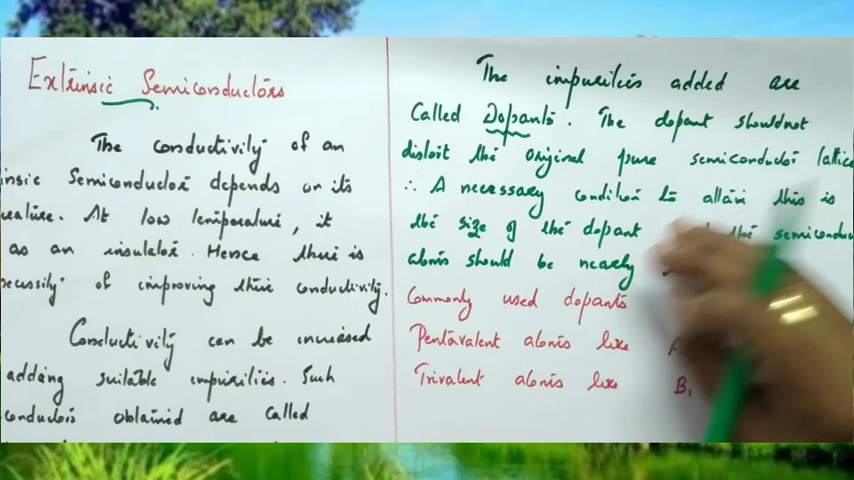 Extrinsic Semiconductors
The conductivity of an
insic Semiconductor depends on its
erature. At low temperature, it
as an insulator. Hence there is
necessity of improving their conductivity.
Conductivity can be increased
adding suitable impurities. Such
conductors obtained are called
The impurities added are
Called Dopants. The dopant shouldnot
distort the original pure semiconductor lattice
∴ A necessary condition to attain this is
the size of the dopant the semicondu
atoms should be nearly
Commonly used dopants
Pentavalent atoms like A
Trivalent atoms like B,